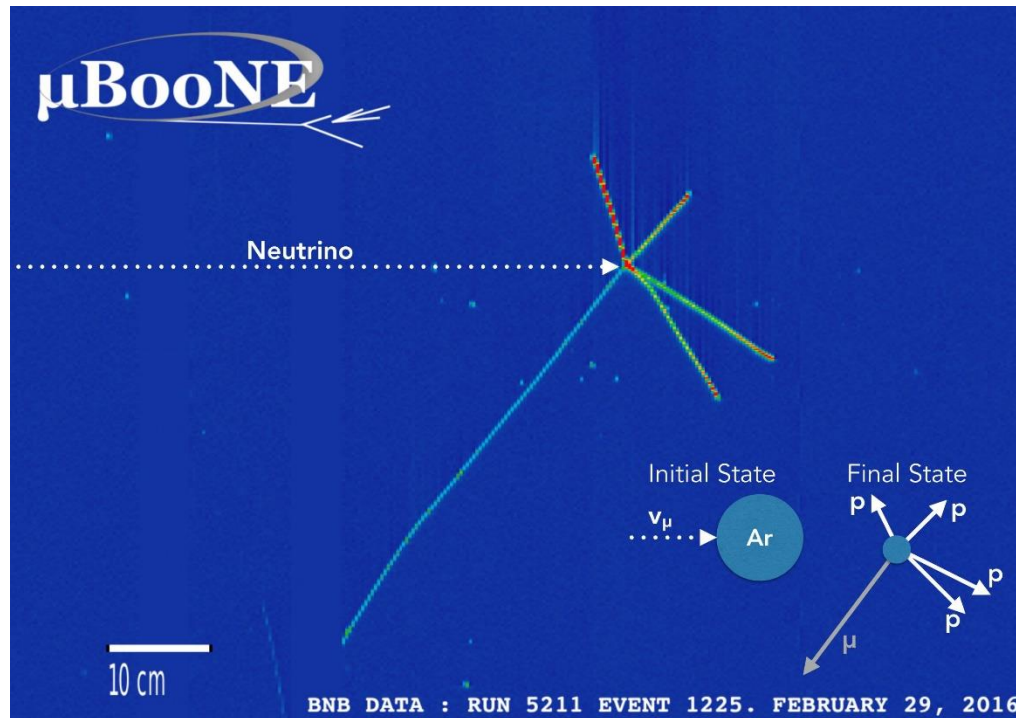 µBooNE
Neutrino
Initial State
Final State
νμ
Ar
p
p
p
p
μ
10 cm
BNB DATA : RUN 5211 EVENT 1225. FEBRUARY 29, 2016